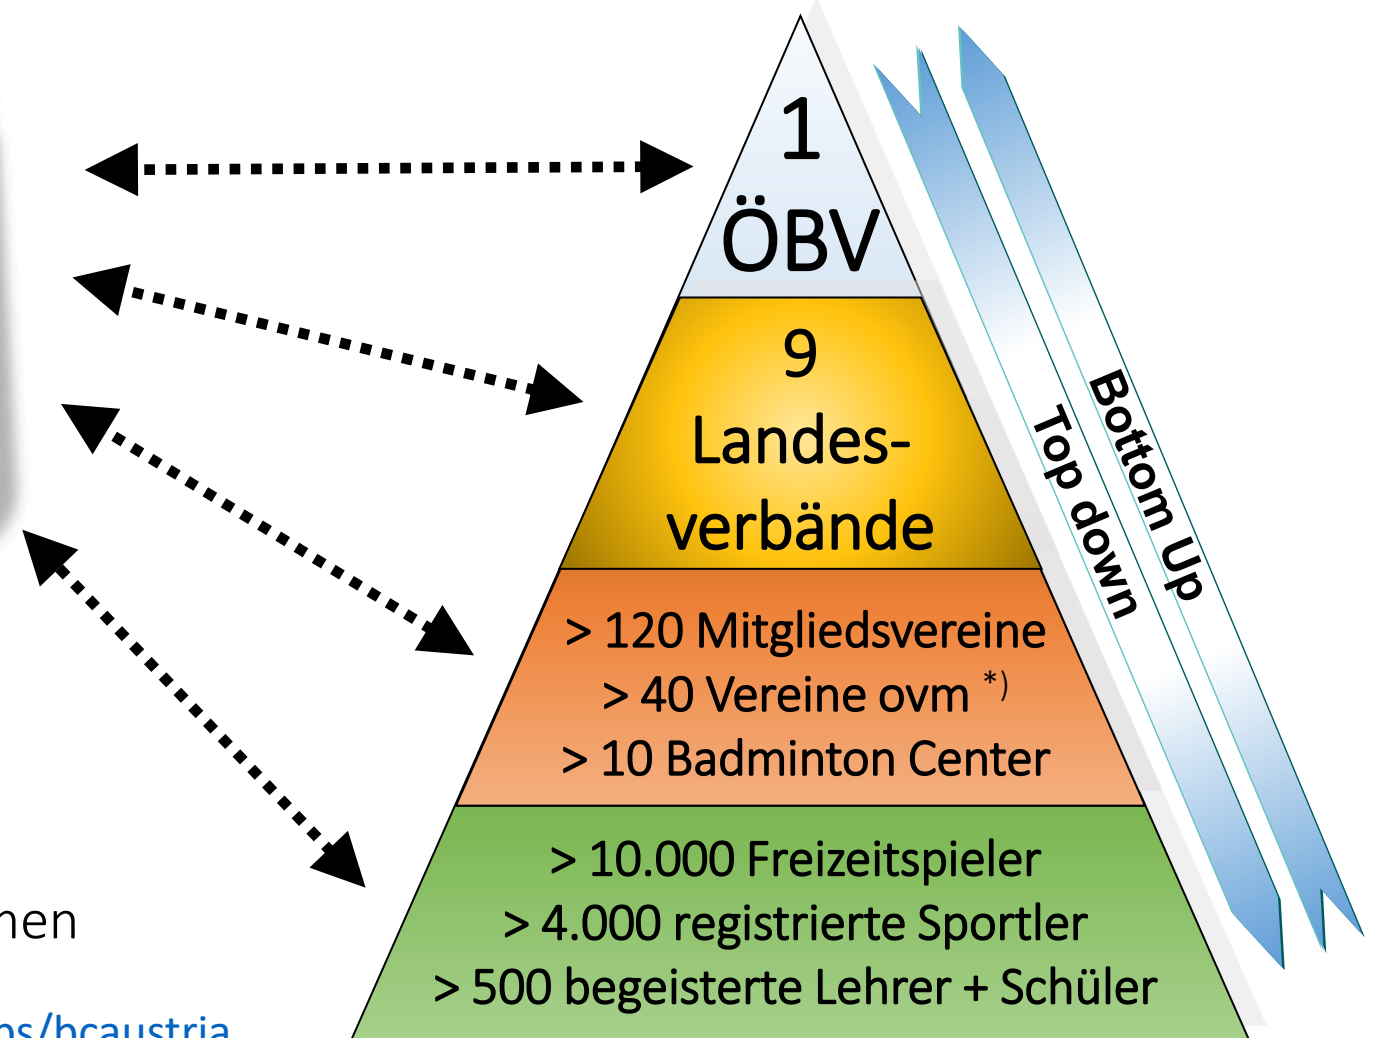 1
ÖBV
9
Landes-
verbände
> 120 Mitgliedsvereine
> 40 Vereine ovm *)
> 10 Badminton Center
> 10.000 Freizeitspieler
> 4.000 registrierte Sportler
> 500 begeisterte Lehrer + Schüler
Top down
Bottom Up
/bcaustria